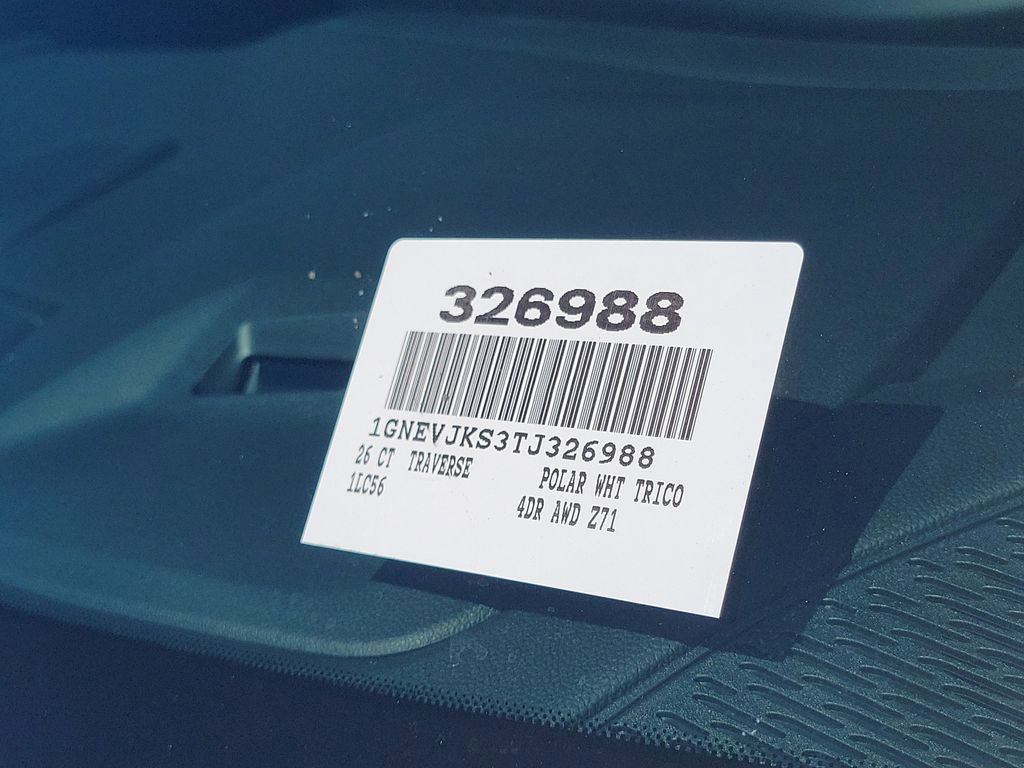 326988
1GNEVJKS3TJ326988
26 CT TRAVERSE POLAR WHT TRICO
1LC56 4DR AWD Z71